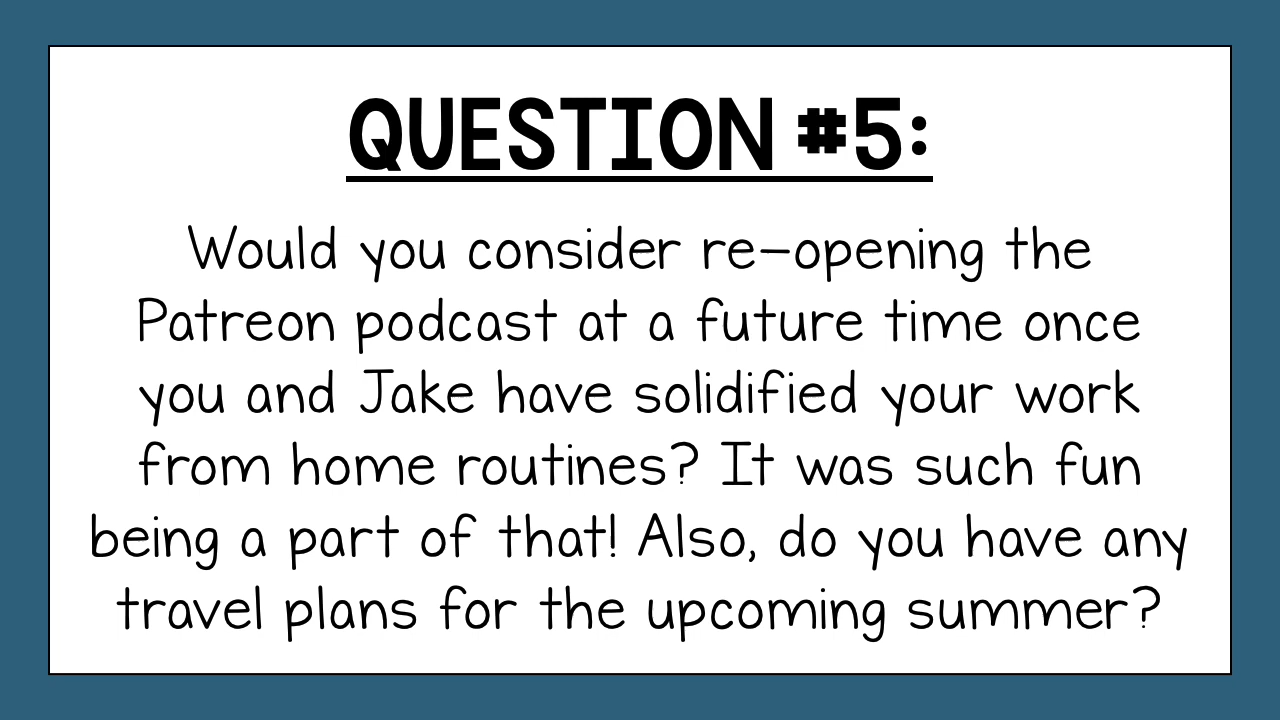 QUESTION #5:
Would you consider re-opening the
Patreon podcast at a future time once
you and Jake have solidified your work
from home routines? It was such fun
being a part of that! Also, do you have any
travel plans for the upcoming summer?